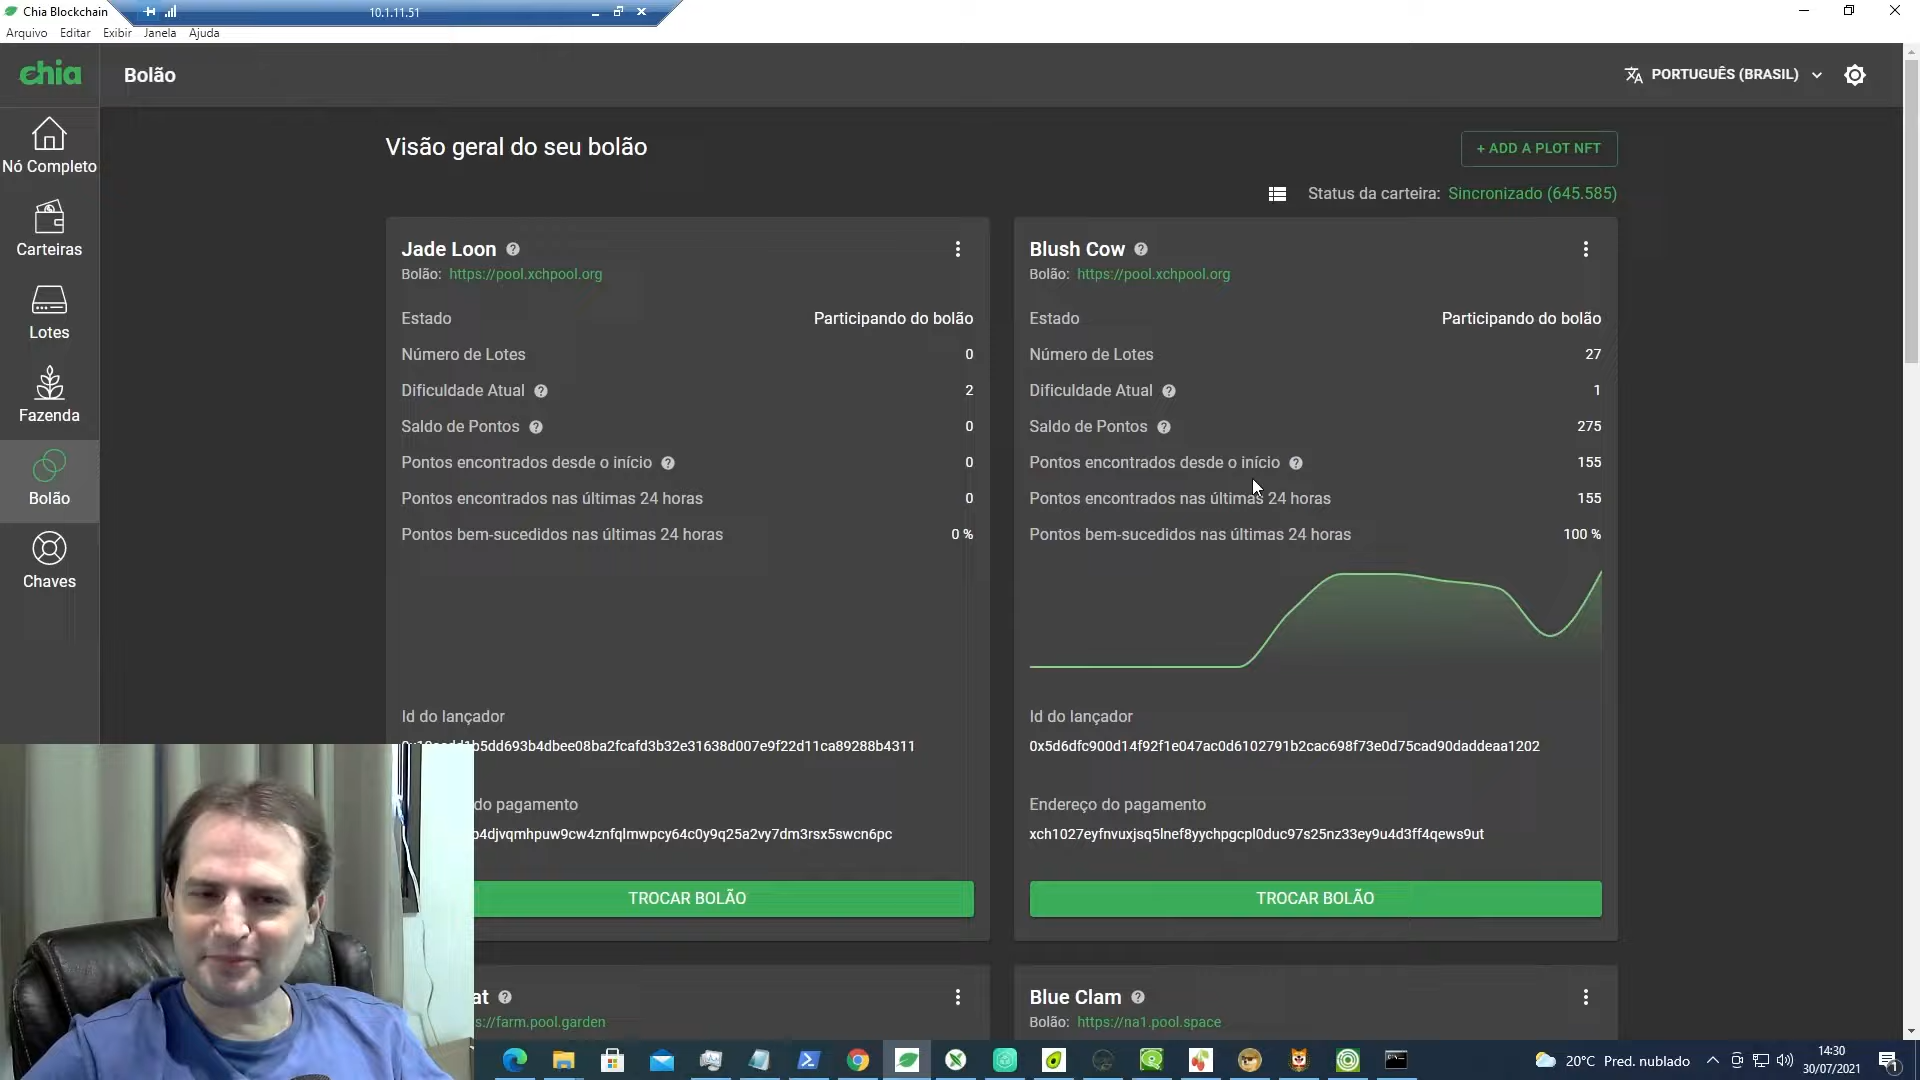 Chia Blockchain
10.1.11.51
Arquivo Editar Exibir Janela Ajuda
chia
Bolão
PORTUGUÊS (BRASIL)
Nó Completo
Carteiras
Lotes
Fazenda
Bolão
Chaves
Visão geral do seu bolão
+ ADD A PLOT NFT
Status da carteira: Sincronizado (645.585)
Jade Loon
Bolão: https://pool.xchpool.org
Estado Participando do bolão
Número de Lotes 0
Dificuldade Atual 2
Saldo de Pontos 0
Pontos encontrados desde o início 0
Pontos encontrados nas últimas 24 horas 0
Pontos bem-sucedidos nas últimas 24 horas 0 %
Id do lançador
b5dd693b4dbee08ba2fcafd3b32e31638d007e9f22d11ca89288b4311
do pagamento
4djvqmhpuw9cw4znfqlmwpcy64c0y9q25a2vy7dm3rsx5swcn6pc
TROCAR BOLÃO
Blush Cow
Bolão: https://pool.xchpool.org
Estado Participando do bolão
Número de Lotes 27
Dificuldade Atual 1
Saldo de Pontos 275
Pontos encontrados desde o início 155
Pontos encontrados nas últimas 24 horas 155
Pontos bem-sucedidos nas últimas 24 horas 100 %
Id do lançador
0x5d6dfc900d14f92f1e047ac0d6102791b2cac698f73e0d75cad90daddeaa1202
Endereço do pagamento
xch1027eyfnvuxjsq5lnef8yychpgcpl0duc97s25nz33ey9u4d3ff4qews9ut
TROCAR BOLÃO
at
s://farm.pool.garden
Blue Clam
Bolão: https://na1.pool.space
20°C Pred. nublado
14:30
30/07/2021
1